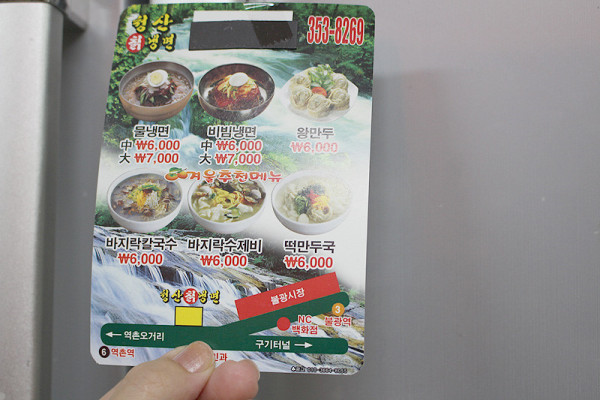 청산
칡냉면
353-8269
물냉면
中 ₩6,000
大 ₩7,000
비빔냉면
中 ₩6,000
大 ₩7,000
왕만두
₩6,000
겨울추천메뉴
바지락칼국수
₩6,000
바지락수제비
₩6,000
떡만두국
₩6,000
청산칡냉면
불광시장
NC
백화점
3
불광역
← 역촌오거리
구기터널 →
6 역촌역